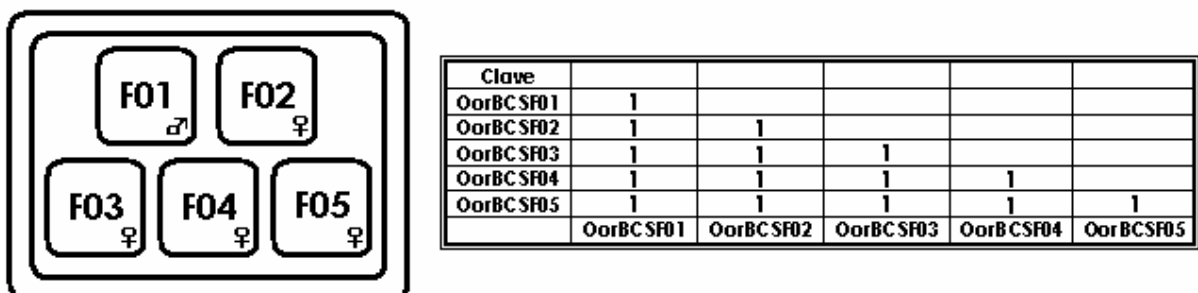 F01 ♂ F02 ♀
F03 ♀ F04 ♀ F05 ♀
Clave
OorBCSF01 1
OorBCSF02 1 1
OorBCSF03 1 1 1
OorBCSF04 1 1 1 1
OorBCSF05 1 1 1 1 1
OorBCSF01 OorBCSF02 OorBCSF03 OorBCSF04 OorBCSF05